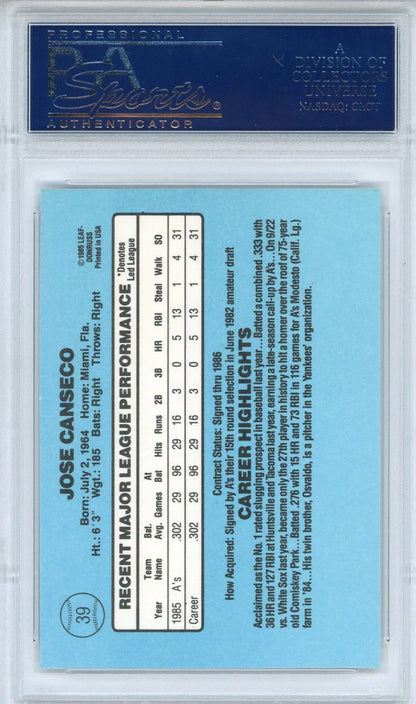 PROFESSIONAL
PSA
Sports®
AUTHENTICATOR
A
DIVISION OF
COLLECTORS
UNIVERSE
NASDAQ: CLCT
39
JOSE CANSECO
©1985 LEAF-
DONRUSS
Printed in USA
Born: July 2, 1964 Home: Miami, Fla.
Ht.: 6'3" Wgt.: 185 Bats: Right Throws: Right
RECENT MAJOR LEAGUE PERFORMANCE
*Denotes
Led League
Year Team Name Bat. Avg. Games At Bat Hits Runs 2B 3B HR RBI Steal Walk SO
1985 A's .302 29 96 29 16 3 0 5 13 1 4 31
Career .302 29 96 29 16 3 0 5 13 1 4 31
Contract Status: Signed thru 1986
How Acquired: Signed by A's their 15th round selection in June 1982 amateur draft
CAREER HIGHLIGHTS
Acclaimed as the No. 1 rated slugging prospect in baseball last year...Batted a combined .333 with
36 HR and 127 RBI at Huntsville and Tacoma last year, earning a late-season call-up by A's...On 9/22
vs. White Sox last year, became only the 27th player in history to hit a homer over the roof of 75-year
old Comiskey Park...Batted .276 with 15 HR and 73 RBI in 116 games for A's Modesto (Calif. Lg.)
farm in '84...His twin brother, Osvaldo, is a pitcher in the Yankees' organization.